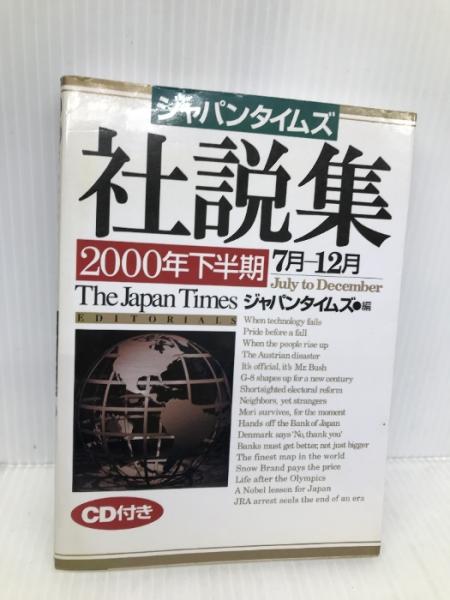 ジャパンタイムズ
社説集
2000年下半期 7月-12月
July to December
The Japan Times ジャパンタイムズ●編
EDITORIALS
When technology fails
Pride before a fall
When the people rise up
The Austrian disaster
It's official, it's Mr. Bush
G-8 shapes up for a new century
Shortsighted electoral reform
Neighbors, yet strangers
Mori survives, for the moment
Hands off the Bank of Japan
Denmark says 'No, thank you'
Banks must get better, not just bigger
The finest map in the world
Snow Brand pays the price
Life after the Olympics
A Nobel lesson for Japan
JRA arrest seals the end of an era
CD付き